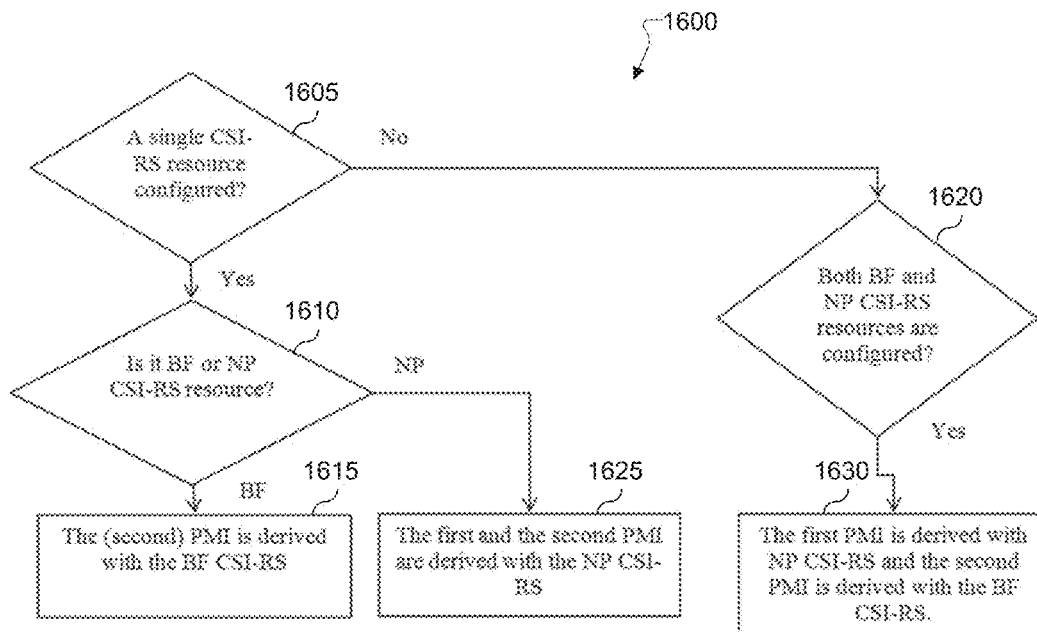 1600
1605
A single CSI-
RS resource
configured?
No
1620
Both BF and
NP CSI-RS
resources are
configured?
Yes
1610
Is it BF or NP
CSI-RS resource?
NP
Yes
BF
1615
The (second) PMI is derived
with the BF CSI-RS
1625
The first and the second PMI
are derived with the NP CSI-
RS
1630
The first PMI is derived with
NP CSI-RS and the second
PMI is derived with the BF
CSI-RS.